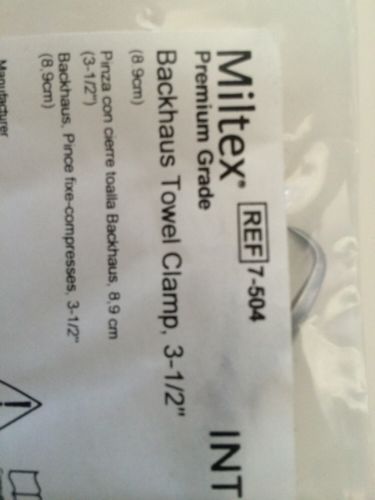 Miltex® REF 7-504
Premium Grade
INT
Backhaus Towel Clamp, 3-1/2"
(8.9cm)
Pinza con cierre toalla Backhaus, 8,9 cm
(3-1/2")
Backhaus, Pince fixe-compresses, 3-1/2"
(8,9cm)
Manufacturer